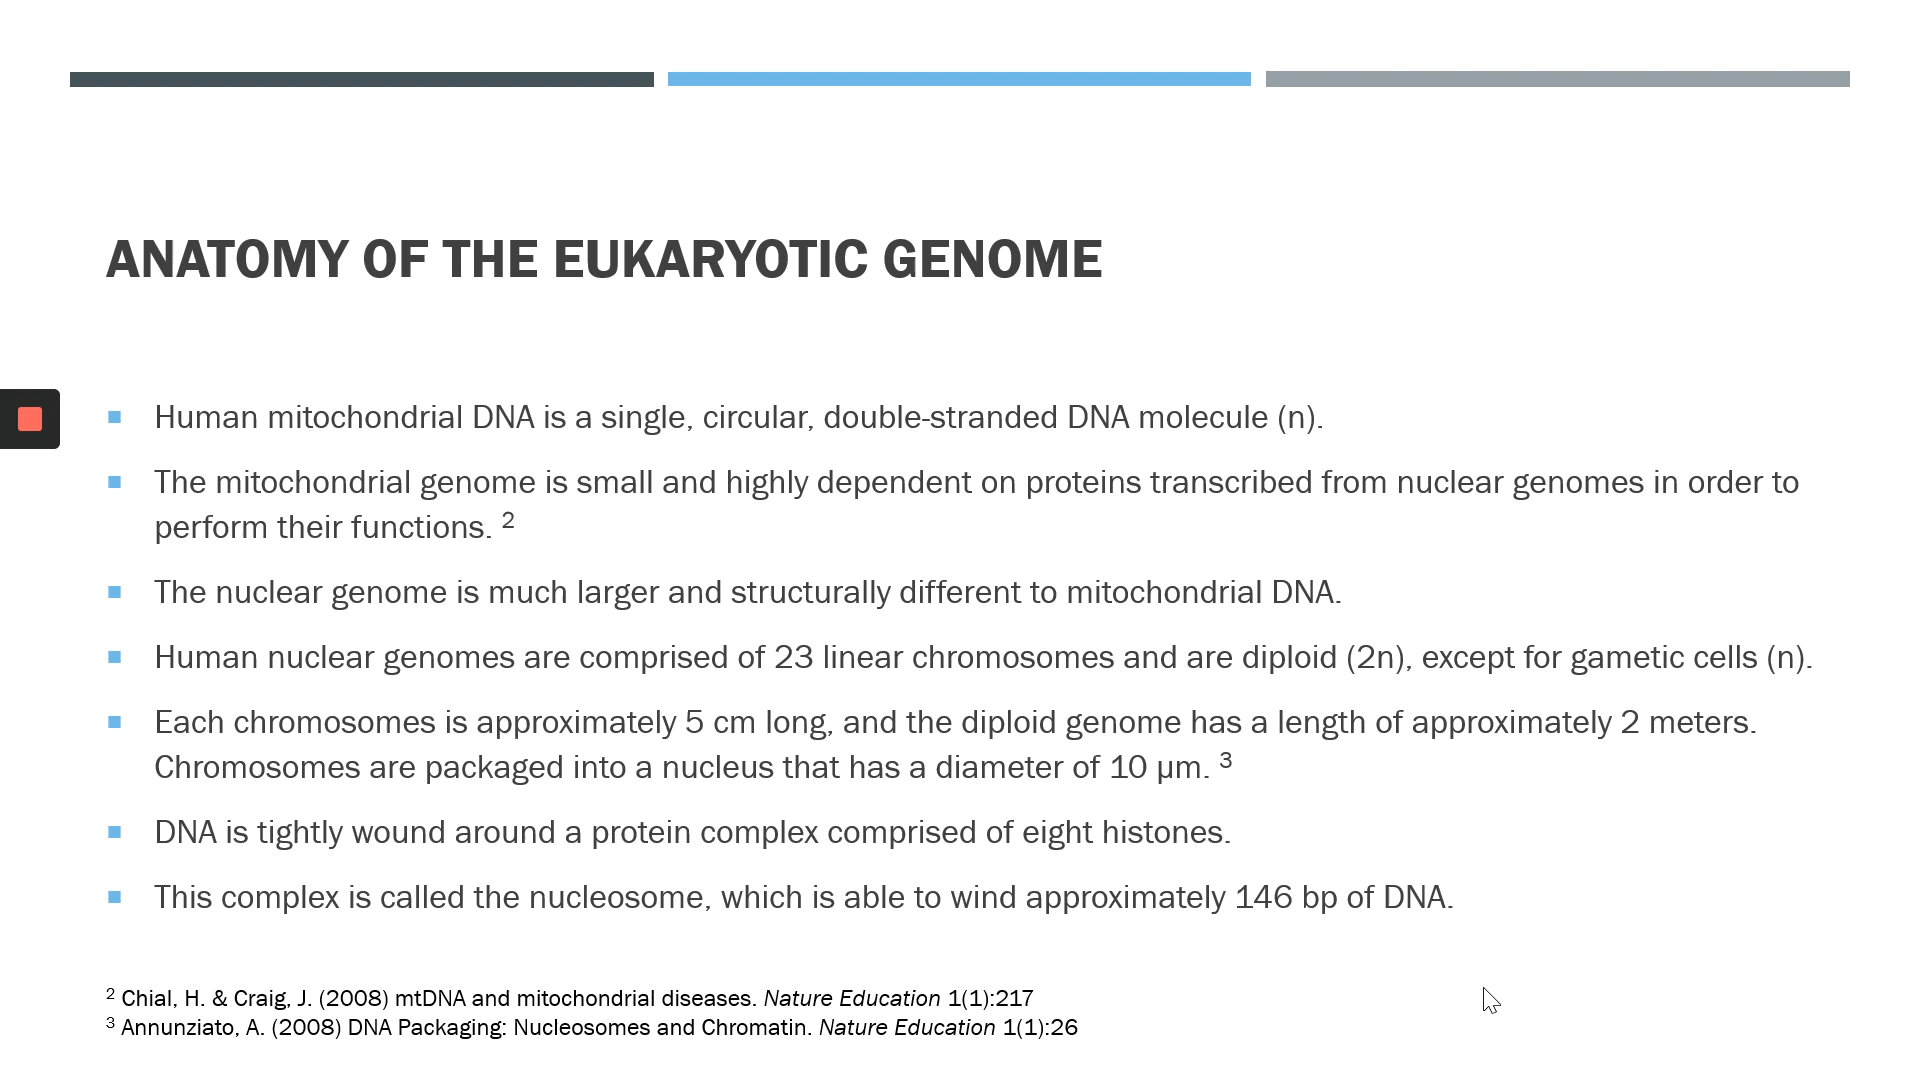 ANATOMY OF THE EUKARYOTIC GENOME
Human mitochondrial DNA is a single, circular, double-stranded DNA molecule (n).
The mitochondrial genome is small and highly dependent on proteins transcribed from nuclear genomes in order to
perform their functions. ²
The nuclear genome is much larger and structurally different to mitochondrial DNA.
Human nuclear genomes are comprised of 23 linear chromosomes and are diploid (2n), except for gametic cells (n).
Each chromosomes is approximately 5 cm long, and the diploid genome has a length of approximately 2 meters.
Chromosomes are packaged into a nucleus that has a diameter of 10 µm. ³
DNA is tightly wound around a protein complex comprised of eight histones.
This complex is called the nucleosome, which is able to wind approximately 146 bp of DNA.
² Chial, H. & Craig, J. (2008) mtDNA and mitochondrial diseases. Nature Education 1(1):217
³ Annunziato, A. (2008) DNA Packaging: Nucleosomes and Chromatin. Nature Education 1(1):26